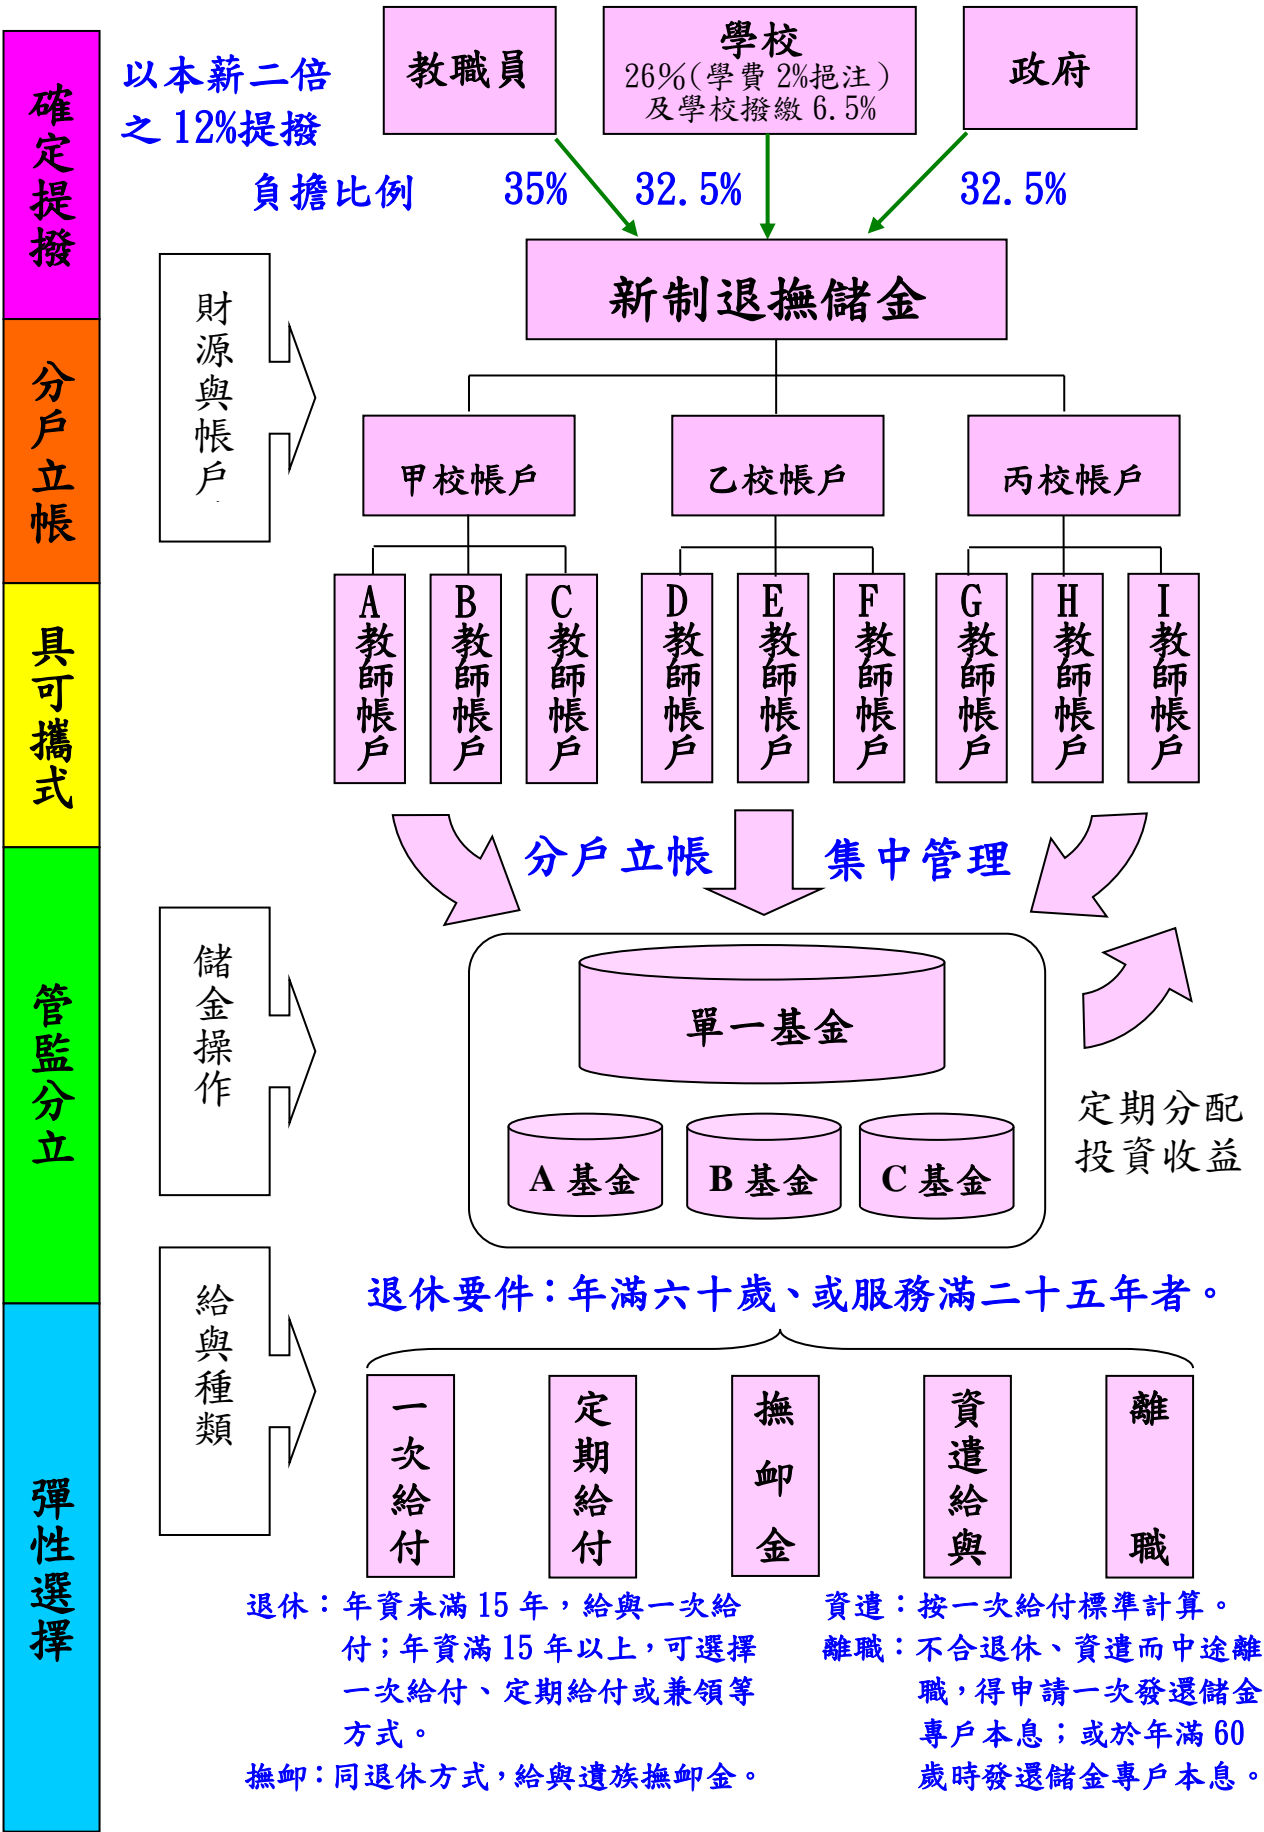 確定提撥
分戶立帳
具可攜式
管監分立
彈性選擇
以本薪二倍
之 12%提撥
教職員
學校
26%(學費 2%挹注)
及學校撥繳 6.5%
政府
負擔比例
35%
32.5%
32.5%
新制退撫儲金
財源與帳戶
甲校帳戶
乙校帳戶
丙校帳戶
A教師帳戶
B教師帳戶
C教師帳戶
D教師帳戶
E教師帳戶
F教師帳戶
G教師帳戶
H教師帳戶
I教師帳戶
分戶立帳
集中管理
儲金操作
單一基金
A 基金
B 基金
C 基金
定期分配
投資收益
給與種類
退休要件：年滿六十歲、或服務滿二十五年者。
一次給付
定期給付
撫卹金
資遣給與
離職
退休：年資未滿 15 年，給與一次給
付；年資滿 15 年以上，可選擇
一次給付、定期給付或兼領等
方式。
撫卹：同退休方式，給與遺族撫卹金。
資遣：按一次給付標準計算。
離職：不合退休、資遣而中途離
職，得申請一次發還儲金
專戶本息；或於年滿 60
歲時發還儲金專戶本息。